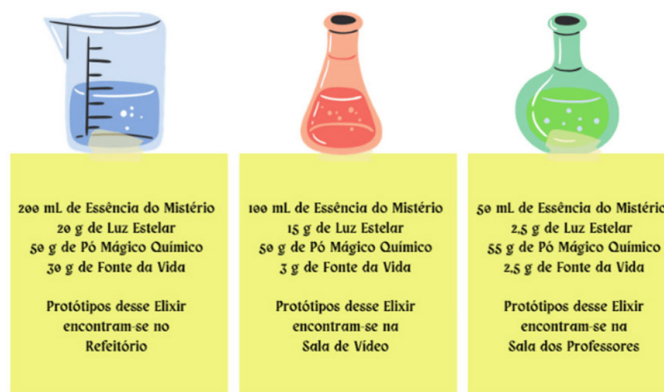 200 mL de Essência do Mistério
20 g de Luz Estelar
50 g de Pó Mágico Químico
30 g de Fonte da Vida
Protótipos desse Elixir
encontram-se no
Refeitório
100 mL de Essência do Mistério
15 g de Luz Estelar
50 g de Pó Mágico Químico
3 g de Fonte da Vida
Protótipos desse Elixir
encontram-se na
Sala de Vídeo
50 mL de Essência do Mistério
2,5 g de Luz Estelar
55 g de Pó Mágico Químico
2,5 g de Fonte da Vida
Protótipos desse Elixir
encontram-se na
Sala dos Professores